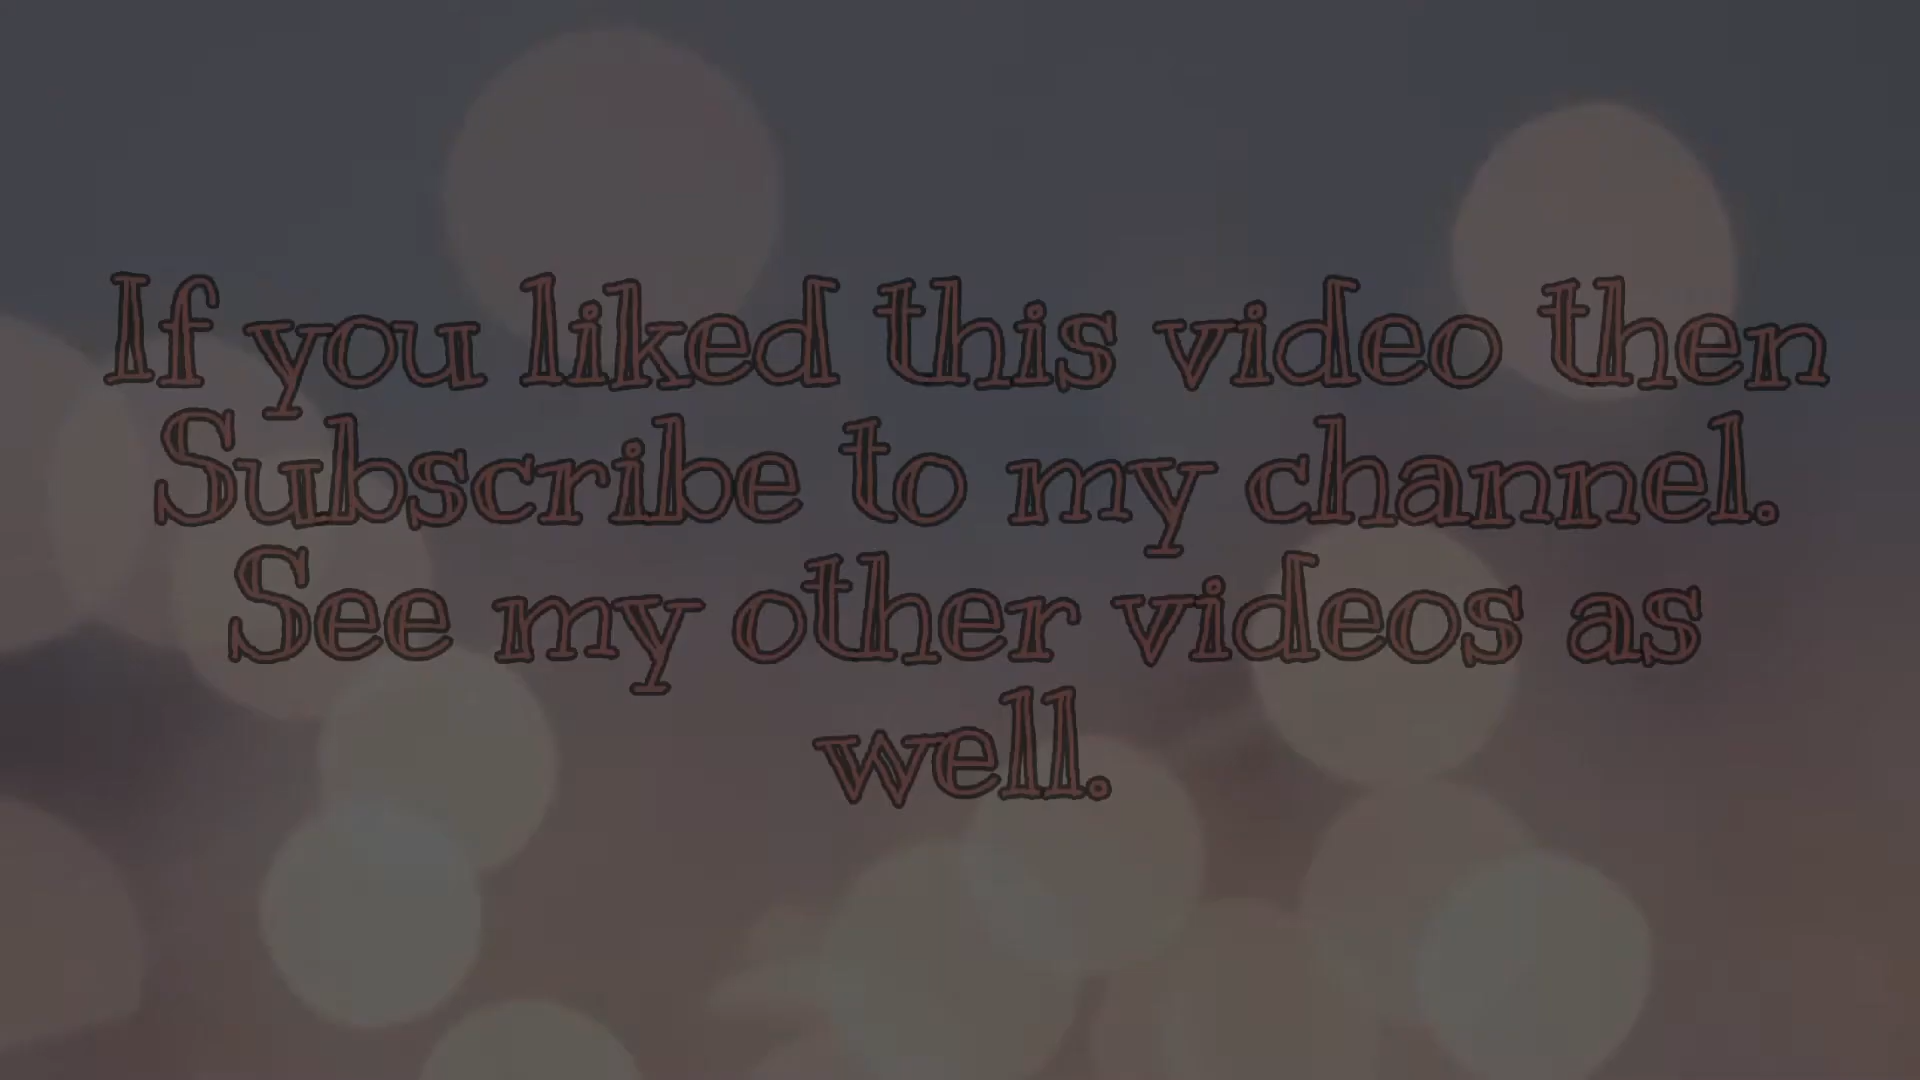 If you liked this video then
Subscribe to my channel.
See my other videos as
well.